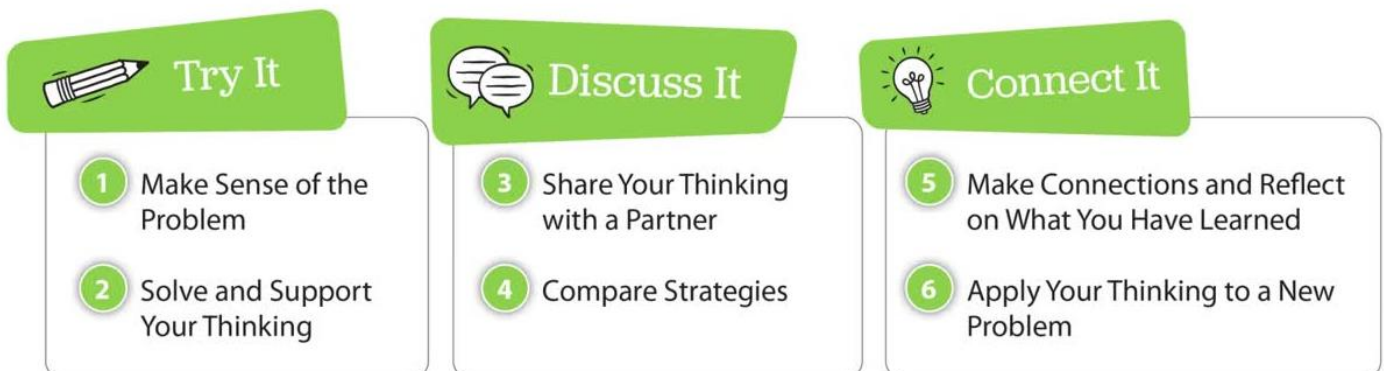 Try It
1 Make Sense of the
Problem
2 Solve and Support
Your Thinking
Discuss It
3 Share Your Thinking
with a Partner
4 Compare Strategies
Connect It
5 Make Connections and Reflect
on What You Have Learned
6 Apply Your Thinking to a New
Problem